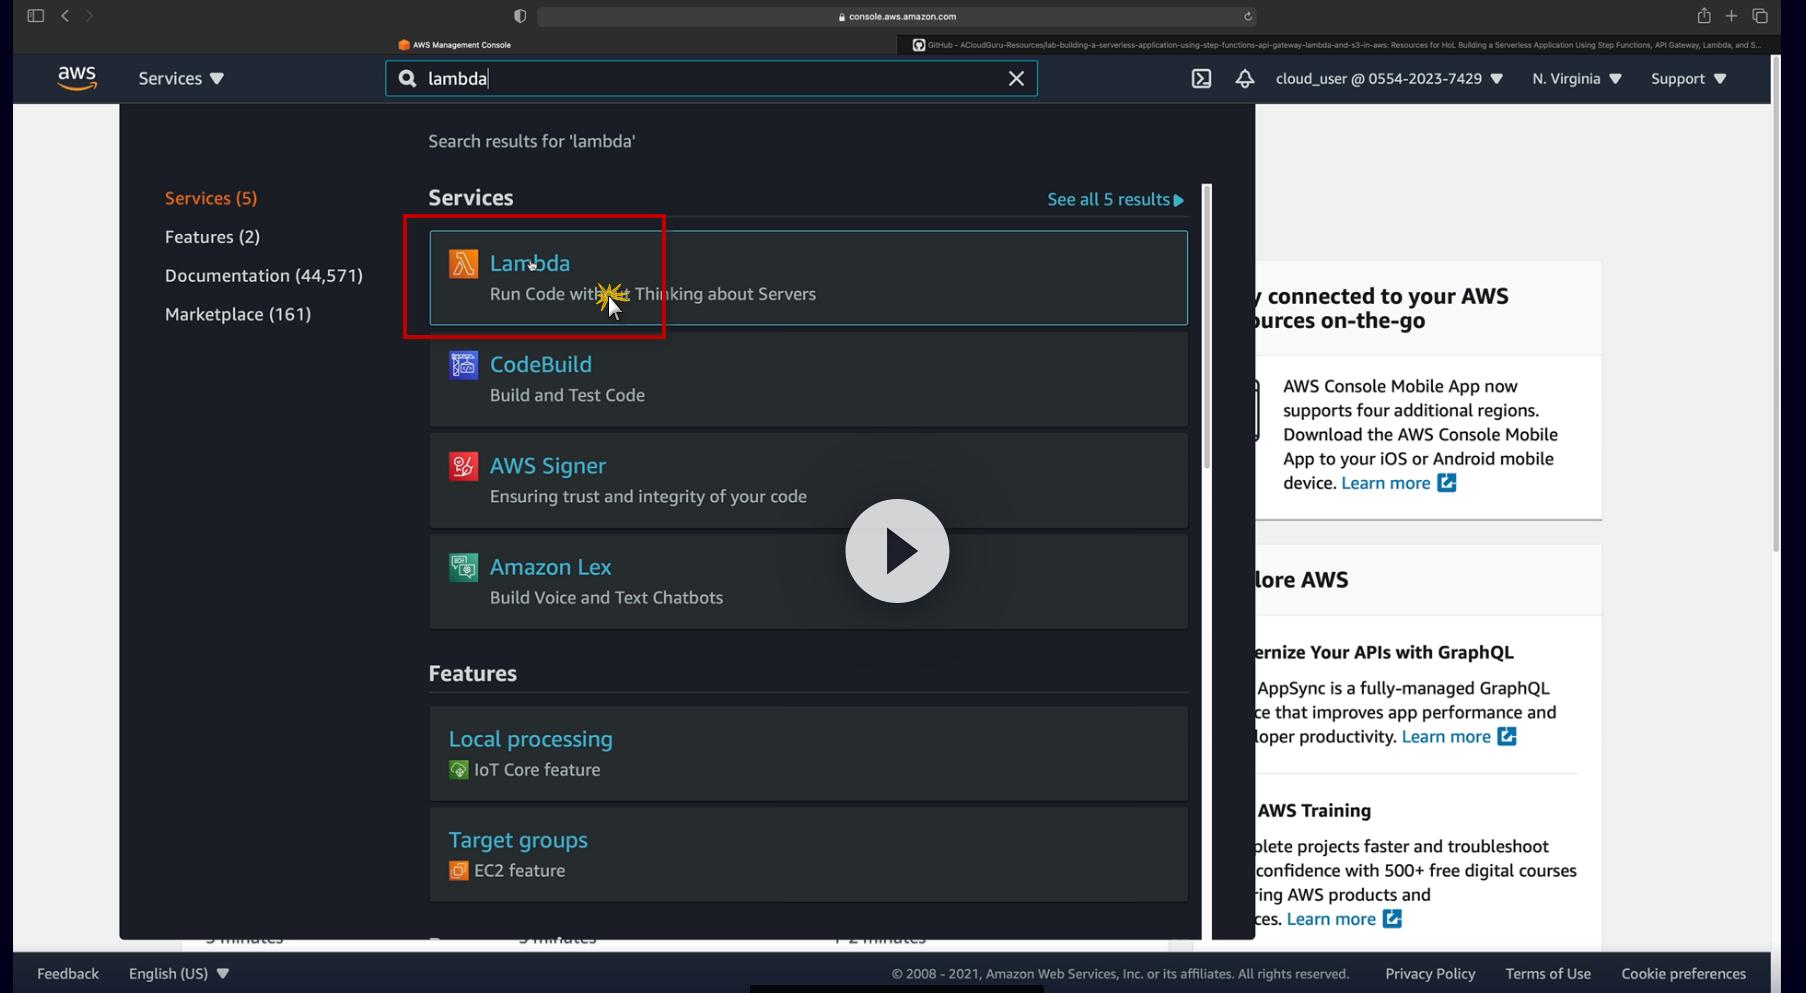 console.aws.amazon.com
AWS Management Console
GitHub - ACloudGuru-Resources/lab-building-a-serverless-application-using-step-functions-api-gateway-lambda-and-s3-in-aws: Resources for HoL Building a Serverless Application Using Step Functions, API Gateway, Lambda, and S...
aws
Services
lambda
cloud_user @ 0554-2023-7429
N. Virginia
Support
Search results for 'lambda'
Services (5)
Features (2)
Documentation (44,571)
Marketplace (161)
Services
See all 5 results
Lambda
Run Code without Thinking about Servers
CodeBuild
Build and Test Code
AWS Signer
Ensuring trust and integrity of your code
Amazon Lex
Build Voice and Text Chatbots
Features
Local processing
IoT Core feature
Target groups
EC2 feature
y connected to your AWS
ources on-the-go
AWS Console Mobile App now
supports four additional regions.
Download the AWS Console Mobile
App to your iOS or Android mobile
device. Learn more
lore AWS
ernize Your APIs with GraphQL
AppSync is a fully-managed GraphQL
ce that improves app performance and
loper productivity. Learn more
AWS Training
plete projects faster and troubleshoot
confidence with 500+ free digital courses
ring AWS products and
ces. Learn more
Feedback
English (US)
© 2008 - 2021, Amazon Web Services, Inc. or its affiliates. All rights reserved.
Privacy Policy
Terms of Use
Cookie preferences